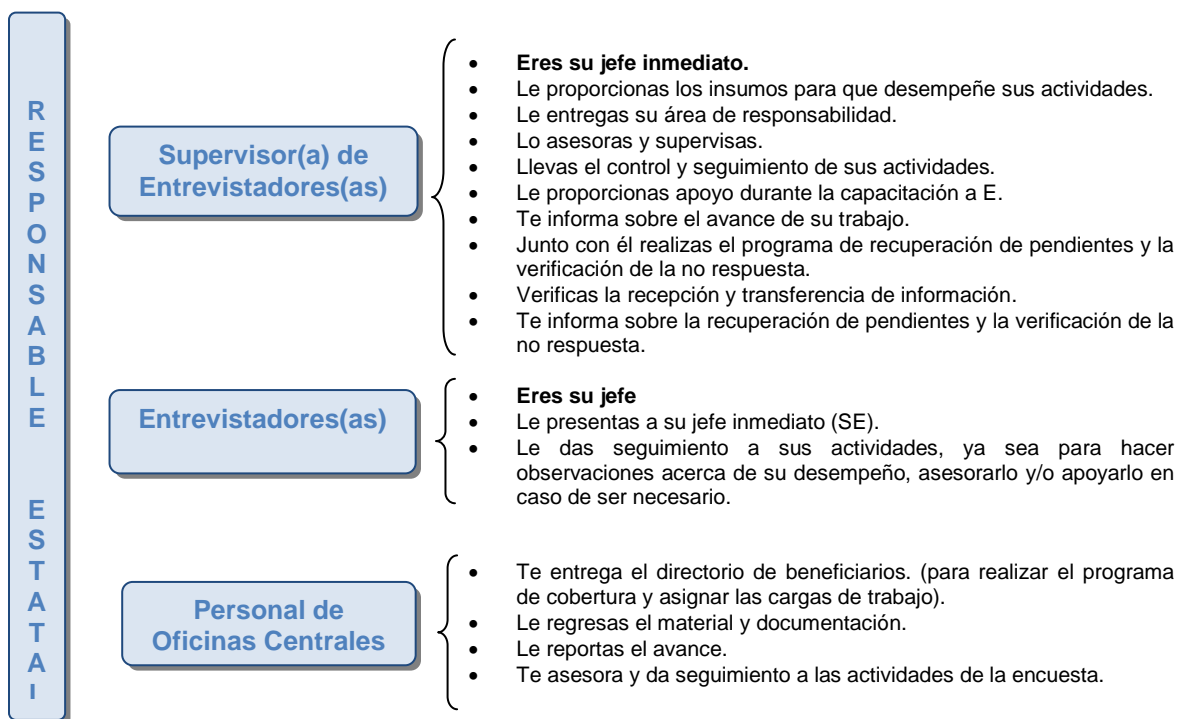 RESPONSABLE ESTATAL
Supervisor(a) de
Entrevistadores(as)
• Eres su jefe inmediato.
• Le proporcionas los insumos para que desempeñe sus actividades.
• Le entregas su área de responsabilidad.
• Lo asesoras y supervisas.
• Llevas el control y seguimiento de sus actividades.
• Le proporcionas apoyo durante la capacitación a E.
• Te informa sobre el avance de su trabajo.
• Junto con él realizas el programa de recuperación de pendientes y la
verificación de la no respuesta.
• Verificas la recepción y transferencia de información.
• Te informa sobre la recuperación de pendientes y la verificación de la
no respuesta.
Entrevistadores(as)
• Eres su jefe
• Le presentas a su jefe inmediato (SE).
• Le das seguimiento a sus actividades, ya sea para hacer
observaciones acerca de su desempeño, asesorarlo y/o apoyarlo en
caso de ser necesario.
Personal de
Oficinas Centrales
• Te entrega el directorio de beneficiarios. (para realizar el programa
de cobertura y asignar las cargas de trabajo).
• Le regresas el material y documentación.
• Le reportas el avance.
• Te asesora y da seguimiento a las actividades de la encuesta.